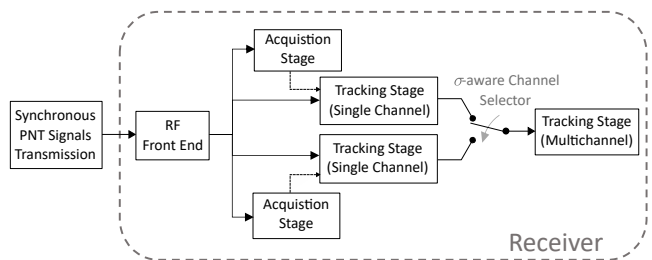 Synchronous
PNT Signals
Transmission
RF
Front End
Acquistion
Stage
Tracking Stage
(Single Channel)
Tracking Stage
(Single Channel)
Acquistion
Stage
σ-aware Channel
Selector
Tracking Stage
(Multichannel)
Receiver